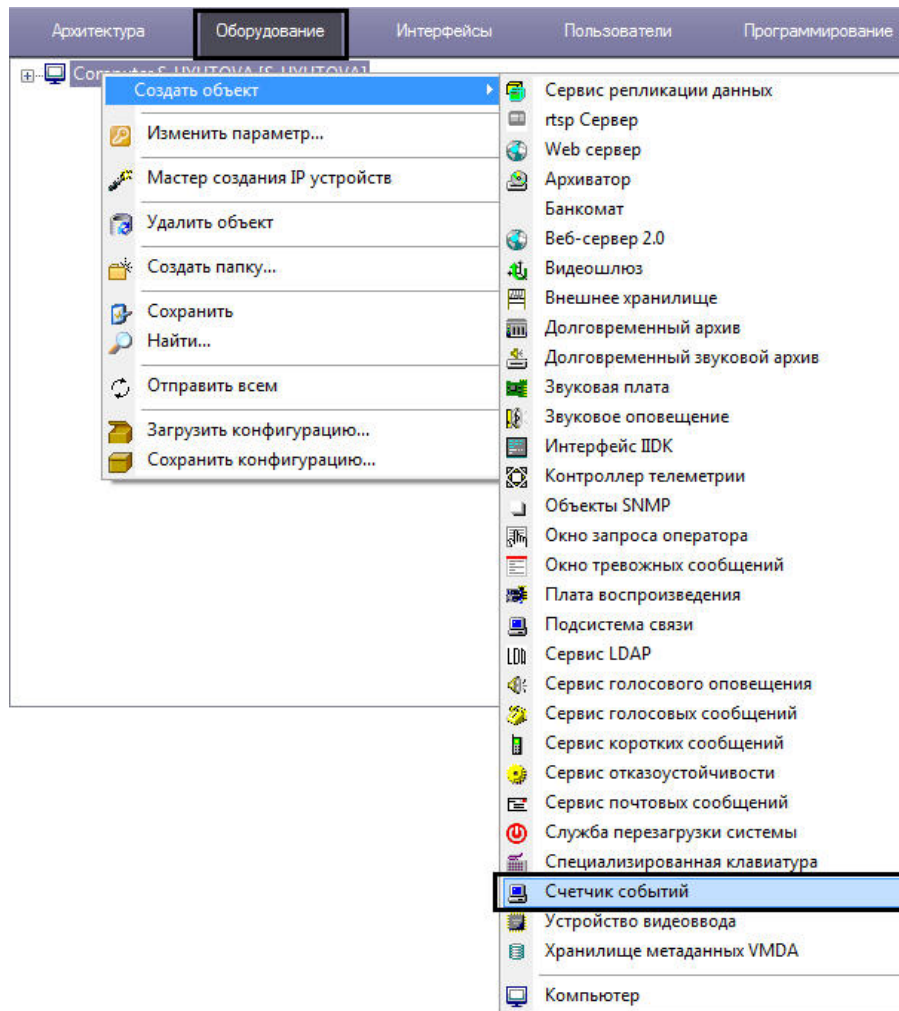 Архитектура Оборудование Интерфейсы Пользователи Программирование
Computer
Создать объект
Изменить параметр...
Мастер создания IP устройств
Удалить объект
Создать папку...
Сохранить
Найти...
Отправить всем
Загрузить конфигурацию...
Сохранить конфигурацию...
Сервис репликации данных
rtsp Сервер
Web сервер
Архиватор
Банкомат
Веб-сервер 2.0
Видеошлюз
Внешнее хранилище
Долговременный архив
Долговременный звуковой архив
Звуковая плата
Звуковое оповещение
Интерфейс IIDK
Контроллер телеметрии
Объекты SNMP
Окно запроса оператора
Окно тревожных сообщений
Плата воспроизведения
Подсистема связи
Сервис LDAP
Сервис голосового оповещения
Сервис голосовых сообщений
Сервис коротких сообщений
Сервис отказоустойчивости
Сервис почтовых сообщений
Служба перезагрузки системы
Специализированная клавиатура
Счетчик событий
Устройство видеоввода
Хранилище метаданных VMDA
Компьютер